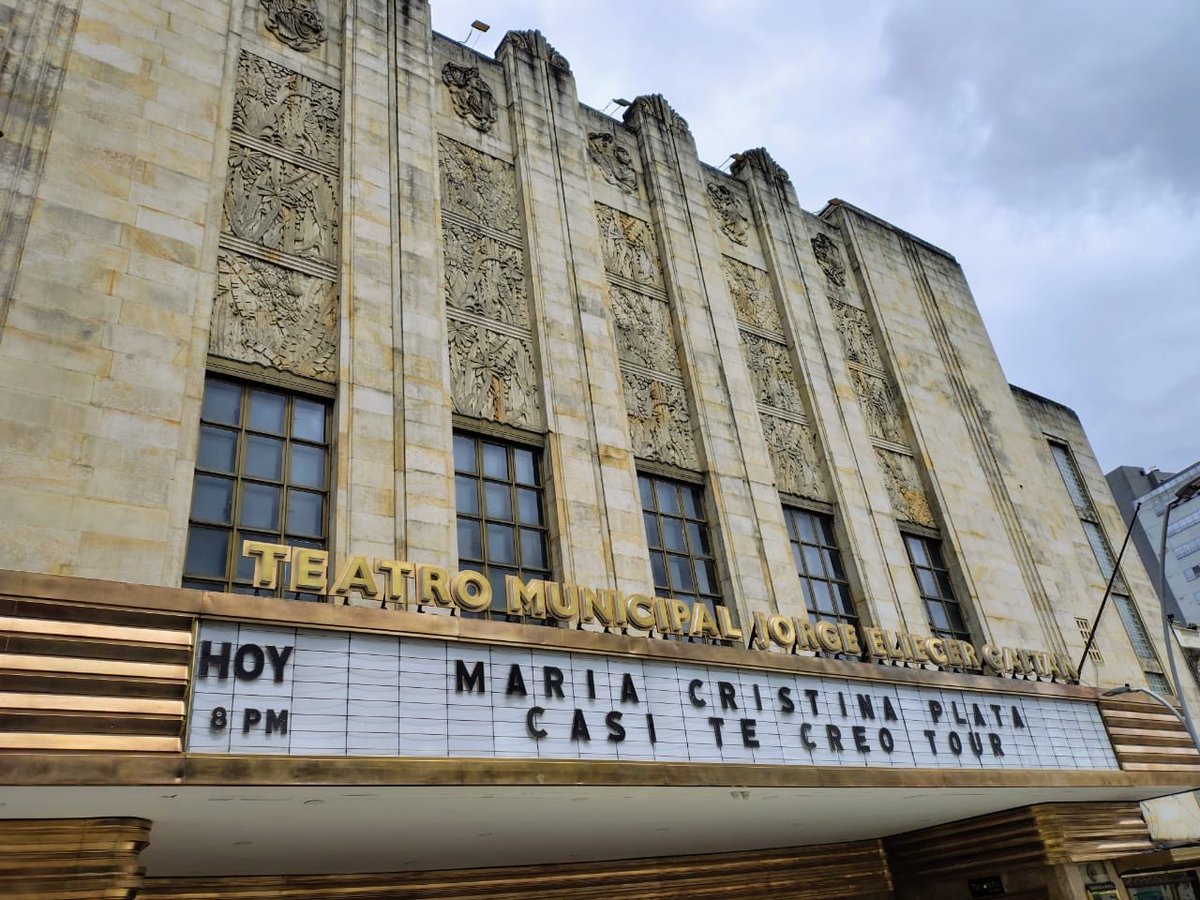 TEATRO MUNICIPAL JORGE ELIECER GAITAN
HOY MARIA CRISTINA PLATA
8 PM CASI TE CREO TOUR